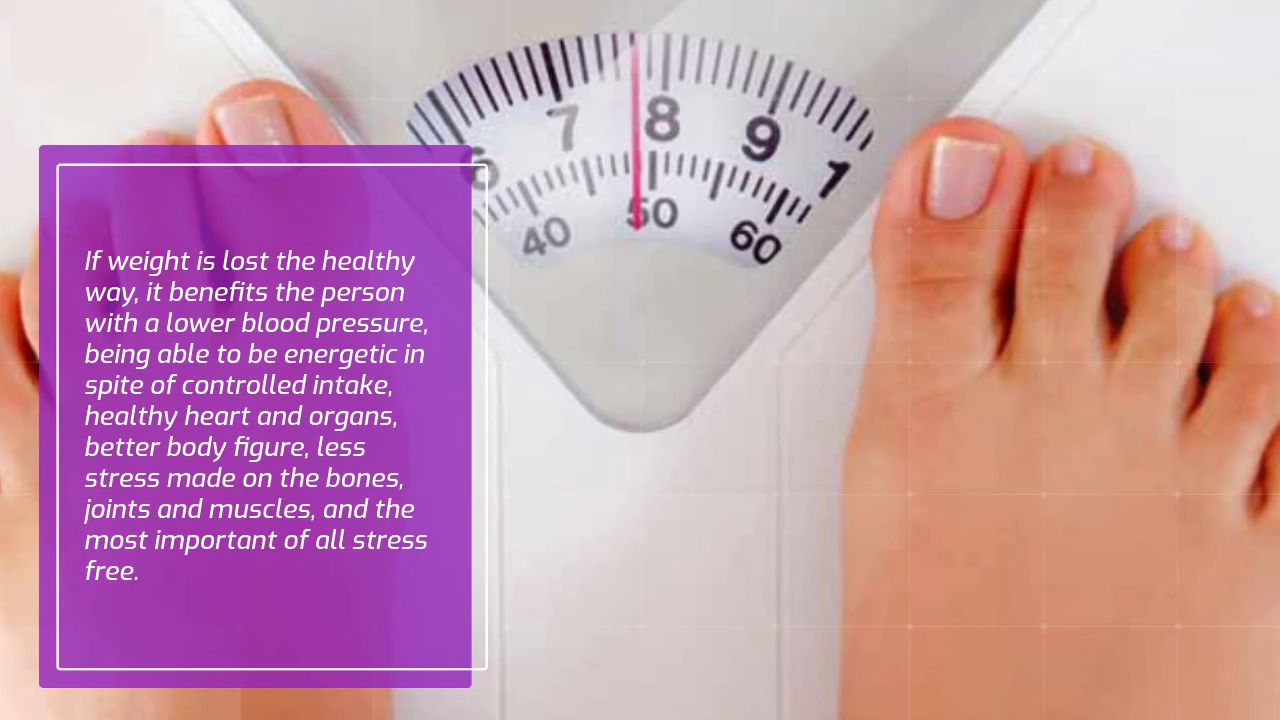 7 8 9 1
6
40 50 60
If weight is lost the healthy
way, it benefits the person
with a lower blood pressure,
being able to be energetic in
spite of controlled intake,
healthy heart and organs,
better body figure, less
stress made on the bones,
joints and muscles, and the
most important of all stress
free.